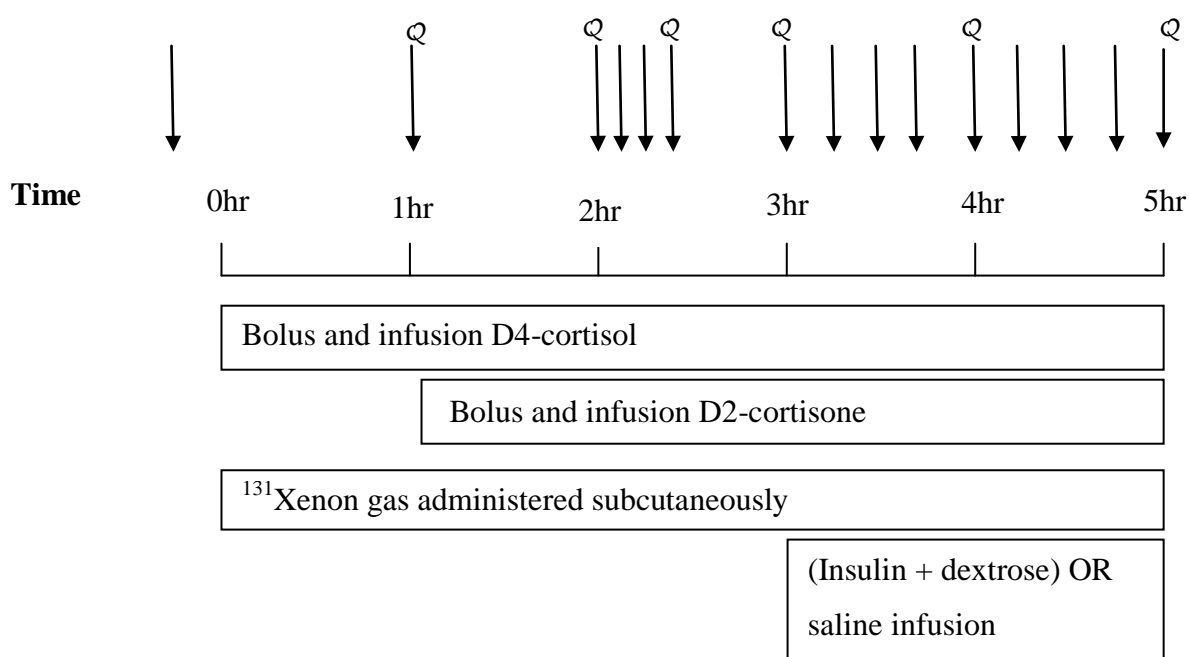 Q Q Q Q Q Q
Time 0hr 1hr 2hr 3hr 4hr 5hr
Bolus and infusion D4-cortisol
Bolus and infusion D2-cortisone
¹³¹Xenon gas administered subcutaneously
(Insulin + dextrose) OR
saline infusion